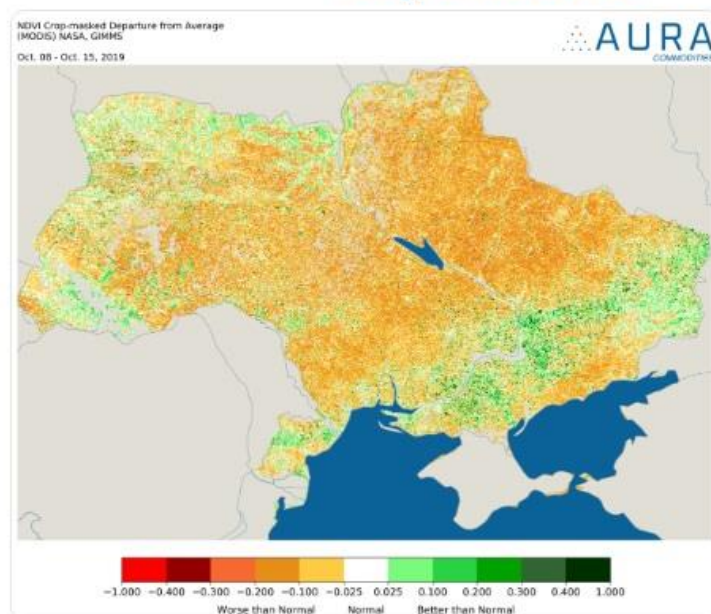 NDVI Crop-masked Departure from Average
(MODIS) NASA, GIMMS
Oct. 08 - Oct. 15, 2019
AURA
COMMODITIES
−1.000 −0.400 −0.300 −0.200 −0.100 −0.025 0.025 0.100 0.200 0.300 0.400 1.000
Worse than Normal Normal Better than Normal